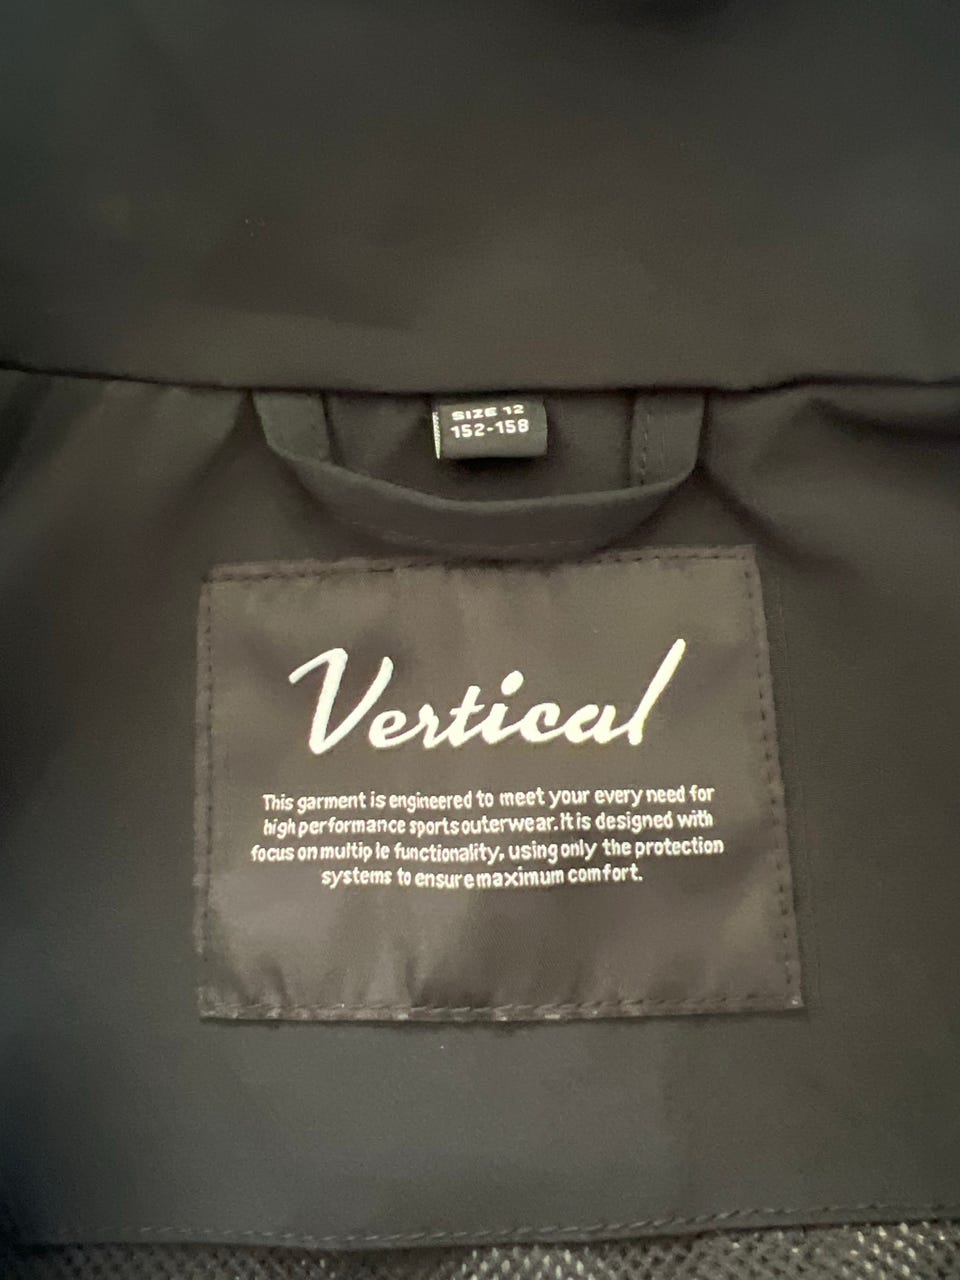 SIZE 12
152-158
Vertical
This garment is engineered to meet your every need for
high performance sports outerwear. It is designed with
focus on multip le functionality, using only the protection
systems to ensure maximum comfort.